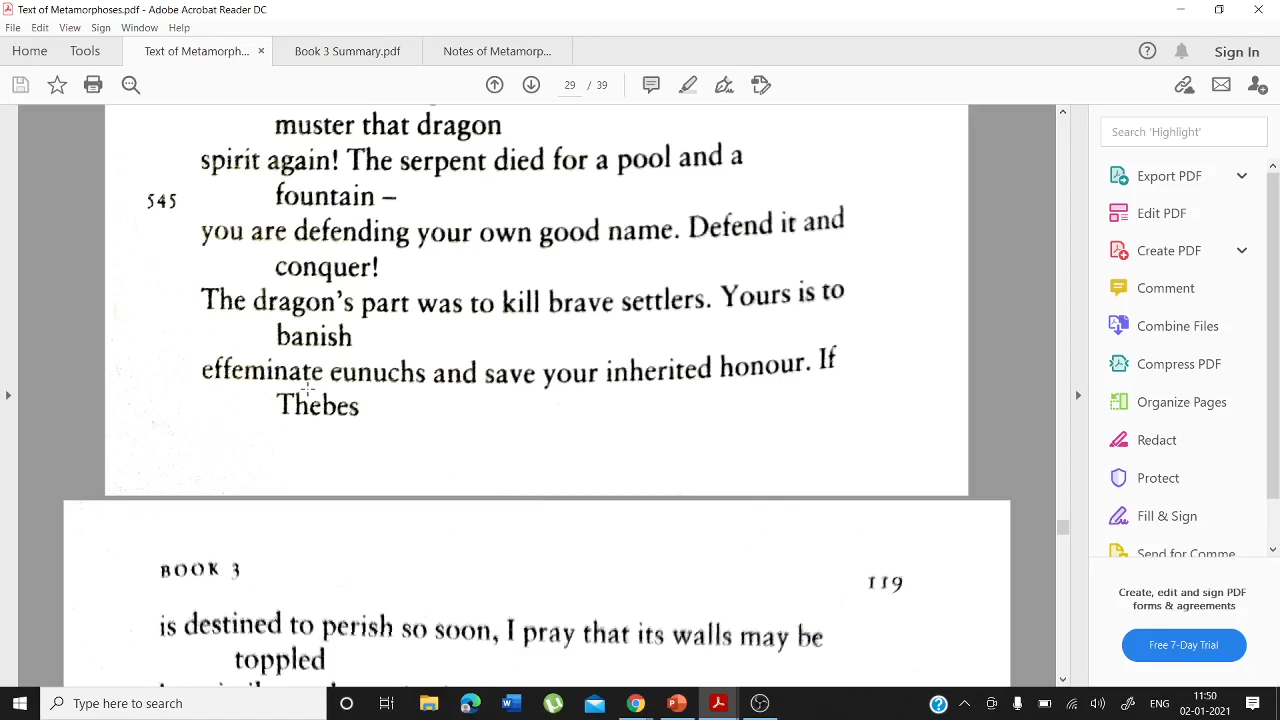 Text of Metamorphoses.pdf - Adobe Acrobat Reader DC
File Edit View Sign Window Help
Home Tools Text of Metamorph... × Book 3 Summary.pdf Notes of Metamorp... Sign In
29 / 39
muster that dragon
spirit again! The serpent died for a pool and a
545 fountain –
you are defending your own good name. Defend it and
conquer!
The dragon's part was to kill brave settlers. Yours is to
banish
effeminate eunuchs and save your inherited honour. If
Thebes
BOOK 3 119
is destined to perish so soon, I pray that its walls may be
toppled
Search 'Highlight'
Export PDF
Edit PDF
Create PDF
Comment
Combine Files
Compress PDF
Organize Pages
Redact
Protect
Fill & Sign
Send for Comme
Create, edit and sign PDF
forms & agreements
Free 7-Day Trial
Type here to search
ENG
11:50
02-01-2021